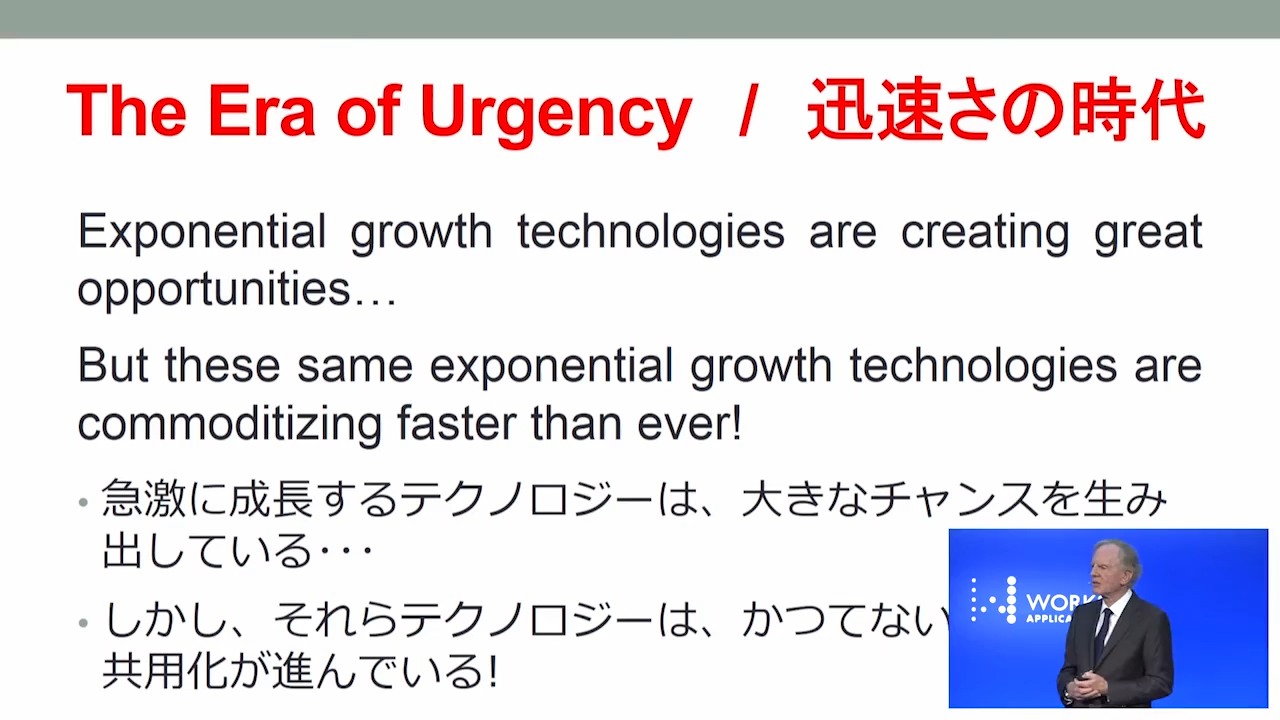 The Era of Urgency / 迅速さの時代
Exponential growth technologies are creating great
opportunities…
But these same exponential growth technologies are
commoditizing faster than ever!
• 急激に成長するテクノロジーは、大きなチャンスを生み
出している･･･
• しかし、それらテクノロジーは、かつてない
共用化が進んでいる!